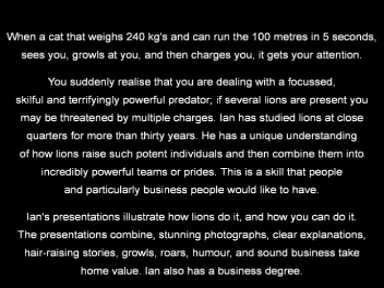 When a cat that weighs 240 kg's and can run the 100 metres in 5 seconds,
sees you, growls at you, and then charges you, it gets your attention.
You suddenly realise that you are dealing with a focussed,
skilful and terrifyingly powerful predator; if several lions are present you
may be threatened by multiple charges. Ian has studied lions at close
quarters for more than thirty years. He has a unique understanding
of how lions raise such potent individuals and then combine them into
incredibly powerful teams or prides. This is a skill that people
and particularly business people would like to have.
Ian's presentations illustrate how lions do it, and how you can do it.
The presentations combine, stunning photographs, clear explanations,
hair-raising stories, growls, roars, humour, and sound business take
home value. Ian also has a business degree.